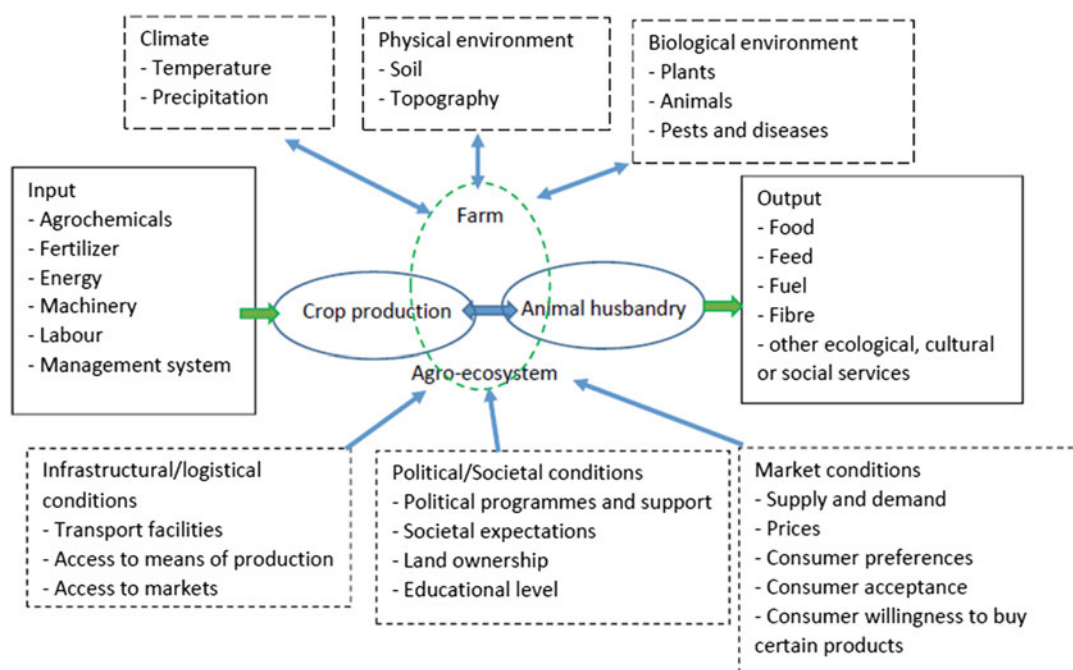 Climate
- Temperature
- Precipitation
Physical environment
- Soil
- Topography
Biological environment
- Plants
- Animals
- Pests and diseases
Input
- Agrochemicals
- Fertilizer
- Energy
- Machinery
- Labour
- Management system
Farm
Crop production
Animal husbandry
Agro-ecosystem
Output
- Food
- Feed
- Fuel
- Fibre
- other ecological, cultural
or social services
Infrastructural/logistical
conditions
- Transport facilities
- Access to means of production
- Access to markets
Political/Societal conditions
- Political programmes and support
- Societal expectations
- Land ownership
- Educational level
Market conditions
- Supply and demand
- Prices
- Consumer preferences
- Consumer acceptance
- Consumer willingness to buy
certain products